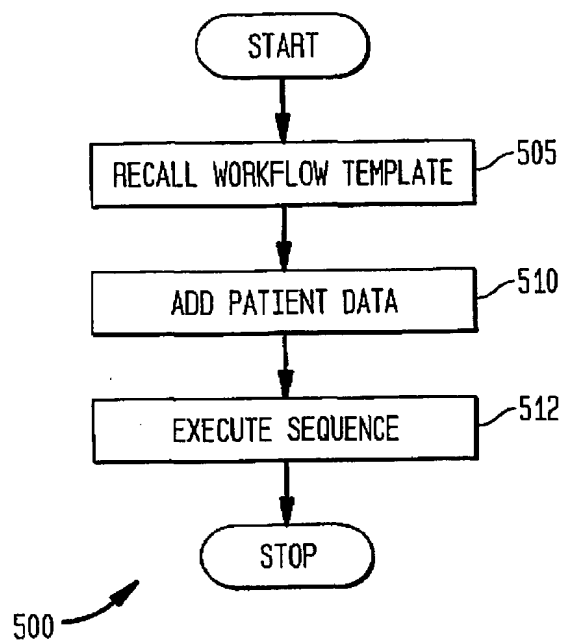 START
RECALL WORKFLOW TEMPLATE
505
ADD PATIENT DATA
510
EXECUTE SEQUENCE
512
STOP
500